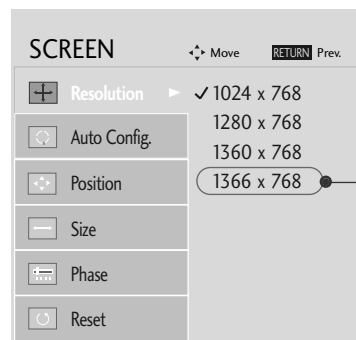 SCREEN
Move RETURN Prev.
Resolution
1024 x 768
1280 x 768
1360 x 768
1366 x 768
Auto Config.
Position
Size
Phase
Reset